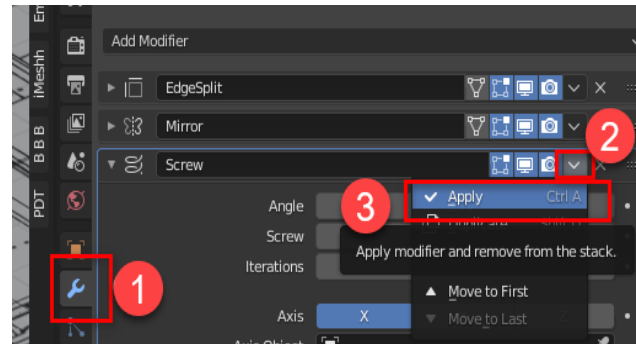 Em
iMeshh
B B B
PDT
Add Modifier
EdgeSplit
Mirror
Screw
2
3
Apply Ctrl A
Angle
Screw
Apply modifier and remove from the stack.
Iterations
1
Move to First
Move to Last
Axis X Z